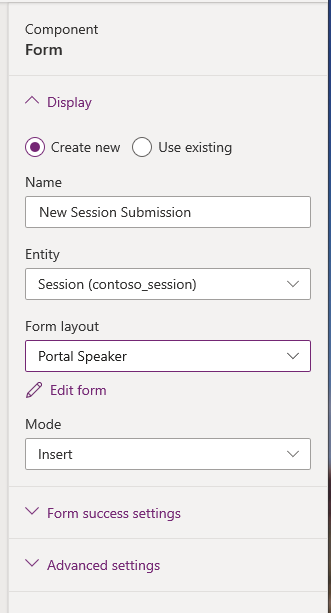 Component
Form
Display
Create new
Use existing
Name
New Session Submission
Entity
Session (contoso_session)
Form layout
Portal Speaker
Edit form
Mode
Insert
Form success settings
Advanced settings